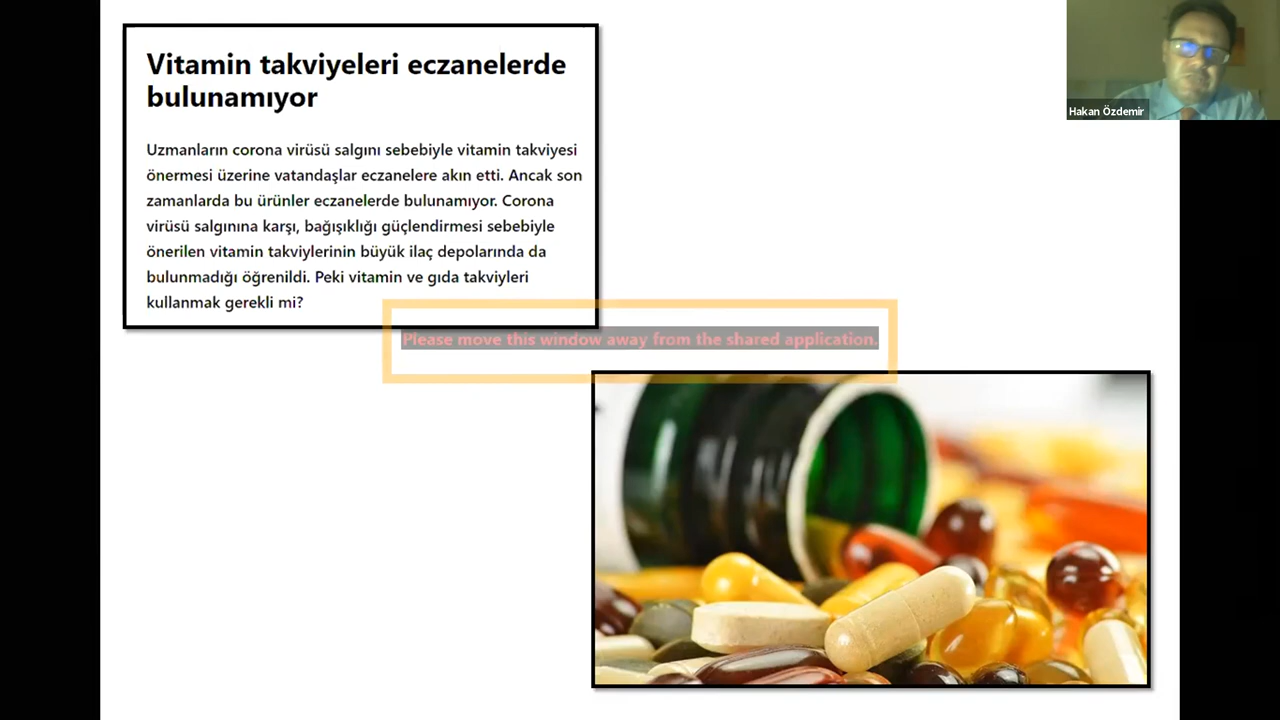 Vitamin takviyeleri eczanelerde
bulunamıyor
Uzmanların corona virüsü salgını sebebiyle vitamin takviyesi
önermesi üzerine vatandaşlar eczanelere akın etti. Ancak son
zamanlarda bu ürünler eczanelerde bulunamıyor. Corona
virüsü salgınına karşı, bağışıklığı güçlendirmesi sebebiyle
önerilen vitamin takviylerinin büyük ilaç depolarında da
bulunmadığı öğrenildi. Peki vitamin ve gıda takviyleri
kullanmak gerekli mi?
Please move this window away from the shared application.
Hakan Özdemir